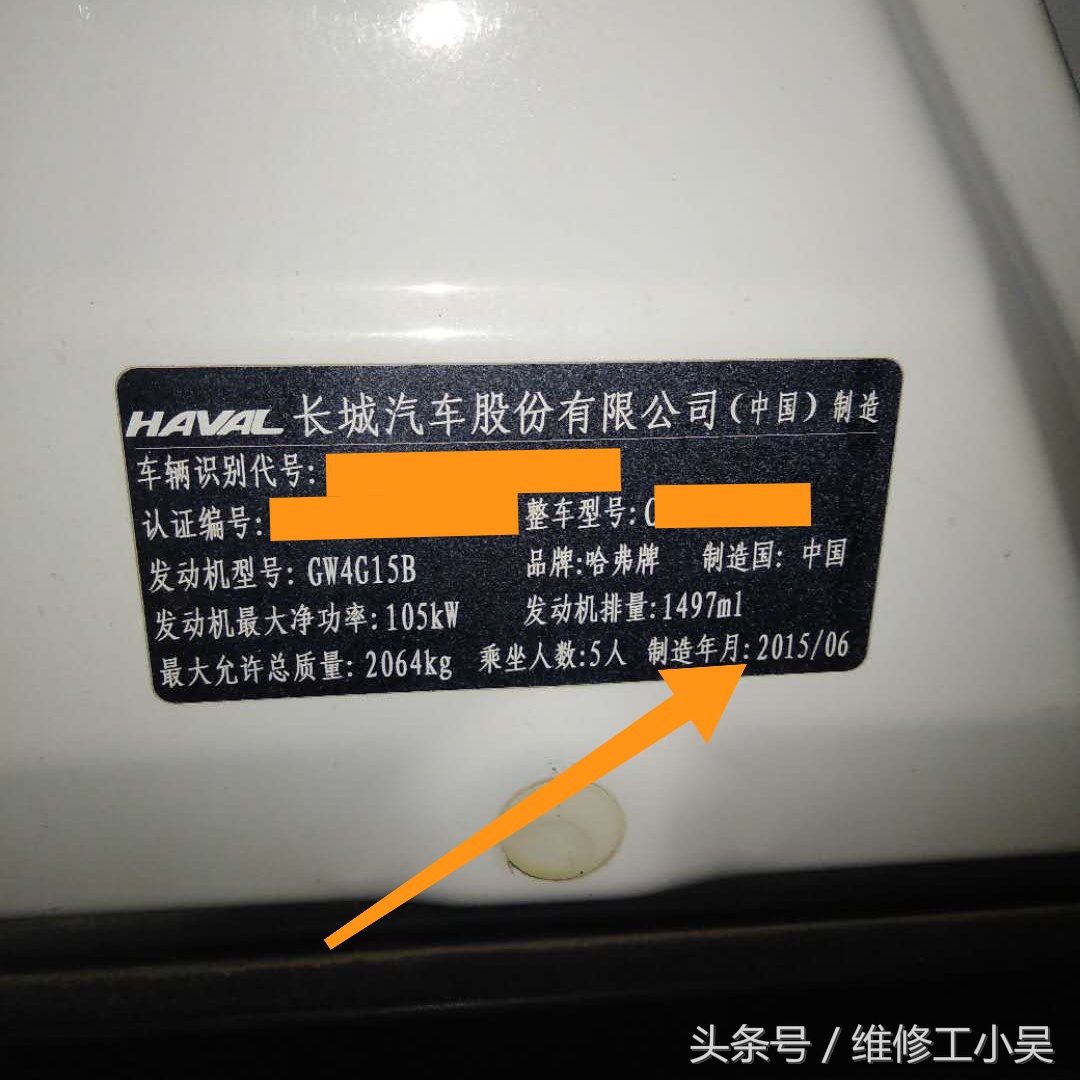 HAVAL 长城汽车股份有限公司(中国)制造
车辆识别代号:
认证编号: 整车型号:
发动机型号: GW4G15B 品牌:哈弗牌 制造国: 中国
发动机最大净功率:105kW 发动机排量:1497ml
最大允许总质量: 2064kg 乘坐人数:5人 制造年月:2015/06
头条号 / 维修工小吴